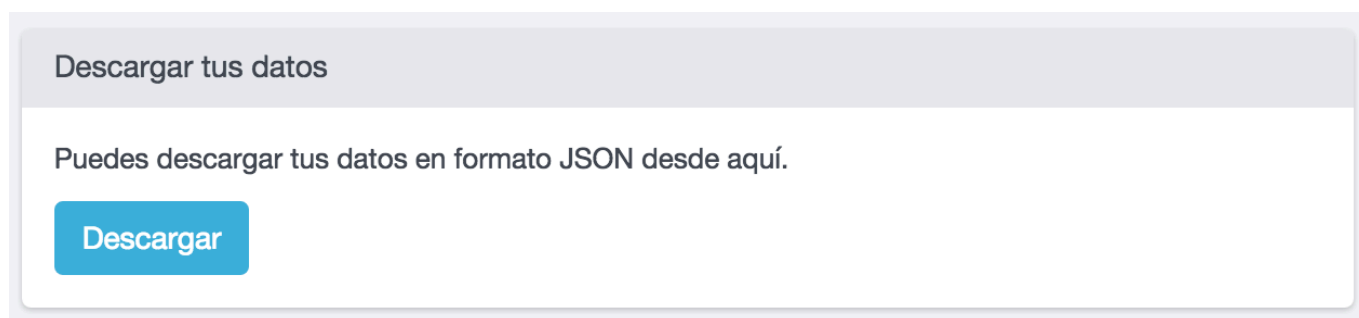 Descargar tus datos
Puedes descargar tus datos en formato JSON desde aquí.
Descargar